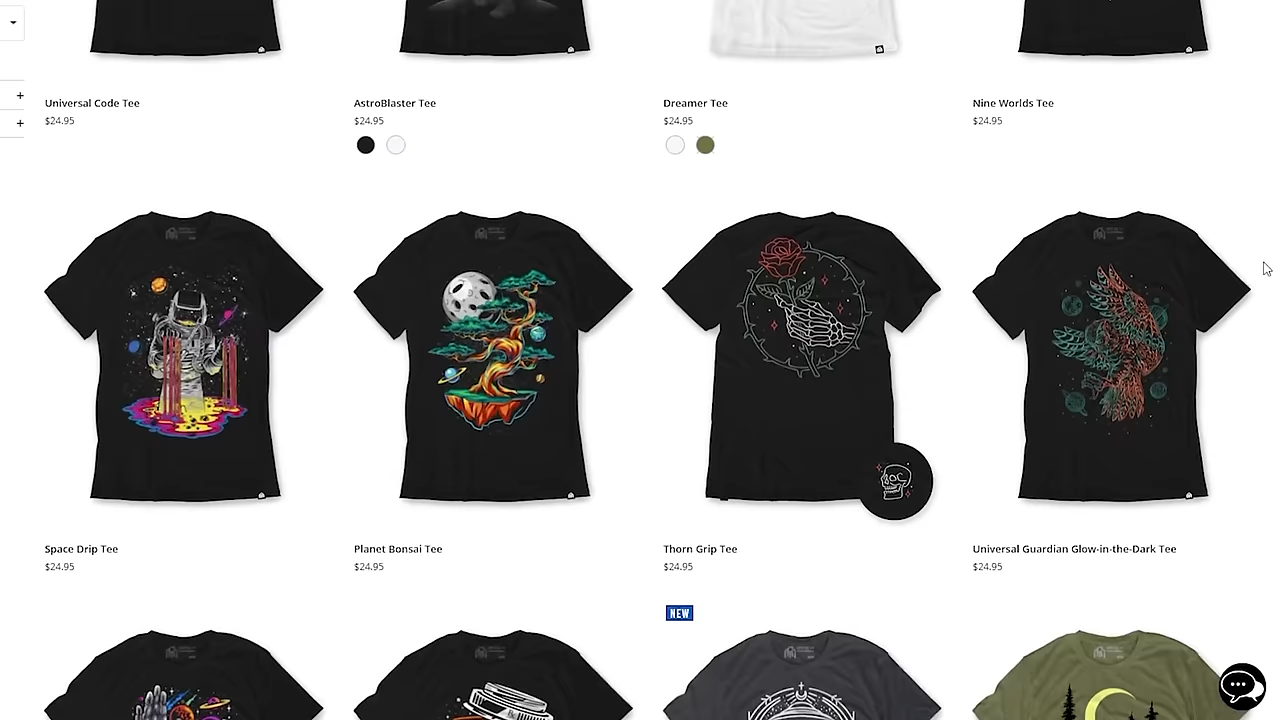 Universal Code Tee
$24.95
AstroBlaster Tee
$24.95
Dreamer Tee
$24.95
Nine Worlds Tee
$24.95
Space Drip Tee
$24.95
Planet Bonsai Tee
$24.95
Thorn Grip Tee
$24.95
Universal Guardian Glow-in-the-Dark Tee
$24.95
NEW